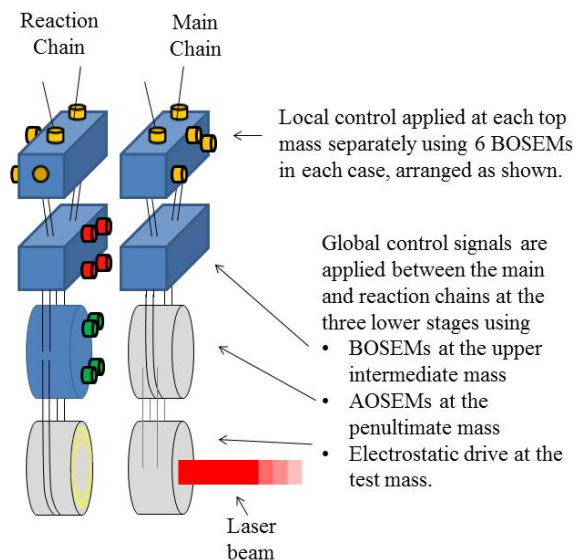 Reaction
Chain
Main
Chain
Local control applied at each top
mass separately using 6 BOSEMs
in each case, arranged as shown.
Global control signals are
applied between the main
and reaction chains at the
three lower stages using
• BOSEMs at the upper
intermediate mass
• AOSEMs at the
penultimate mass
• Electrostatic drive at the
test mass.
Laser
beam